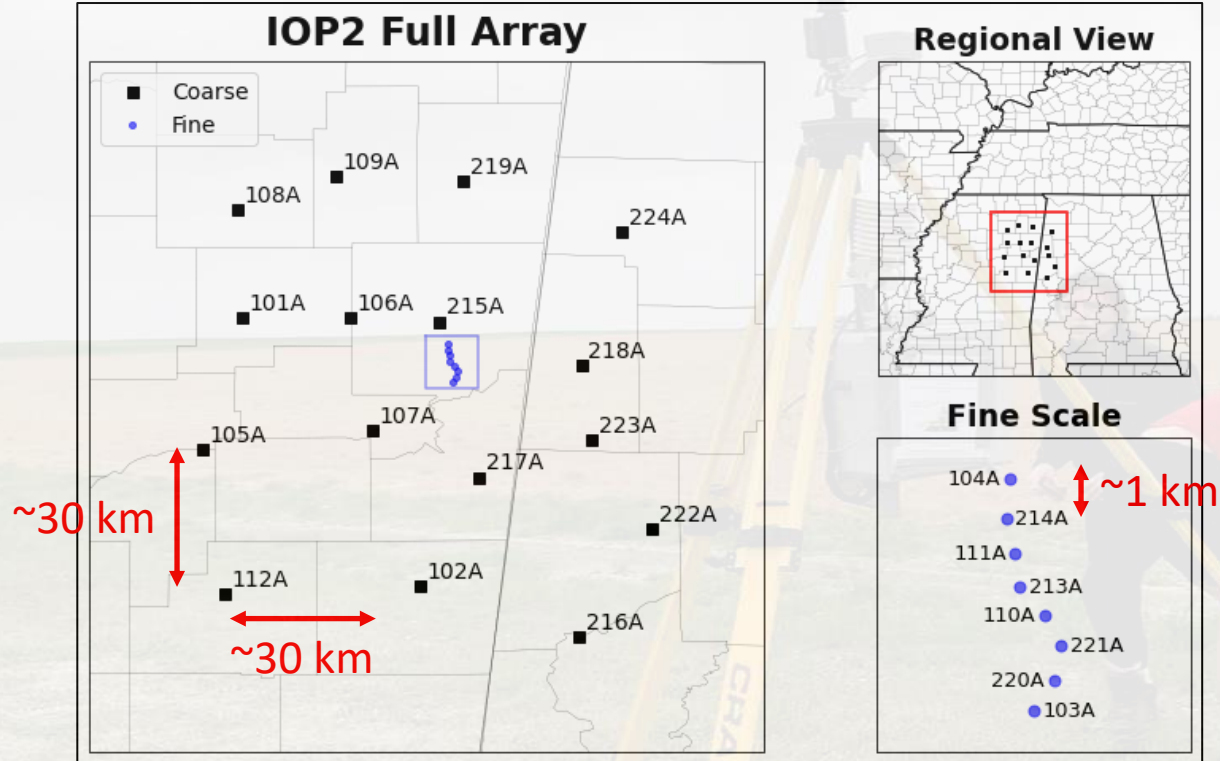 IOP2 Full Array
Coarse
Fine
109A
219A
108A
224A
101A
106A
215A
218A
107A
223A
105A
217A
~30 km
222A
112A
102A
~30 km
216A
Regional View
Fine Scale
104A
~1 km
214A
111A
213A
110A
221A
220A
103A
CRA